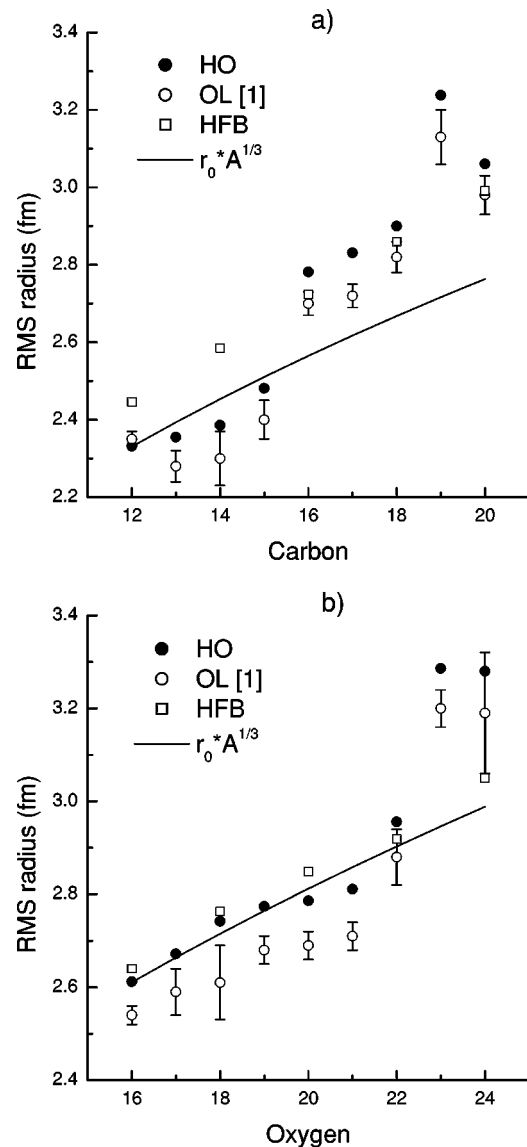 a)
3.4
3.2
3.0
2.8
2.6
2.4
2.2
RMS radius (fm)
HO
OL [1]
HFB
r₀*A^1/3
12 14 16 18 20
Carbon
b)
3.4
3.2
3.0
2.8
2.6
2.4
RMS radius (fm)
HO
OL [1]
HFB
r₀*A^1/3
16 18 20 22 24
Oxygen